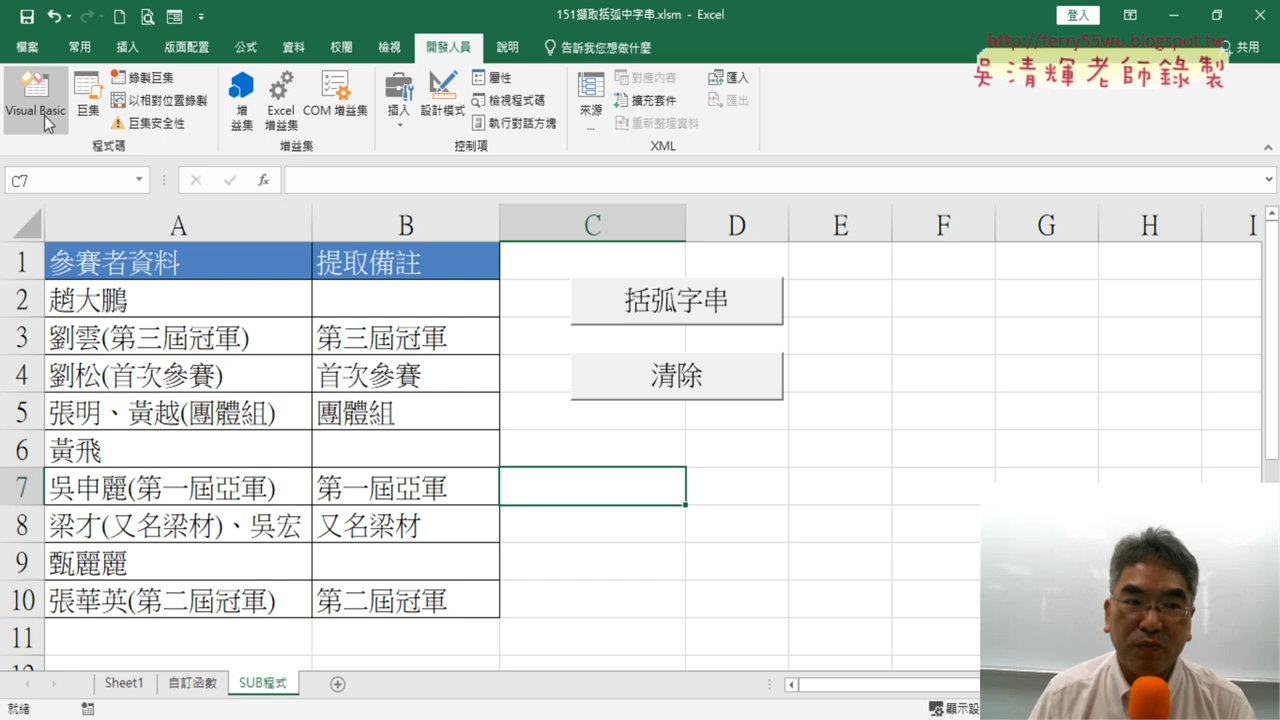 151擷取括弧中字串.xlsm - Excel
登入
檔案 常用 插入 版面配置 公式 資料 校閱 檢視 開發人員 說明 告訴我您想做什麼 共用
http://terry55wu.blogspot.tw
吳清輝老師錄製
Visual Basic
巨集
錄製巨集
以相對位置錄製
巨集安全性
程式碼
增益集
Excel 增益集
COM 增益集
增益集
插入
設計模式
屬性
檢視程式碼
執行對話方塊
控制項
來源
...
對應內容
擴充套件
重新整理資料
匯入
匯出
XML
C7
fx
A B C D E F G H I
1 參賽者資料 提取備註
2 趙大鵬
括弧字串
3 劉雲(第三屆冠軍) 第三屆冠軍
4 劉松(首次參賽) 首次參賽
清除
5 張明、黃越(團體組) 團體組
6 黃飛
7 吳申麗(第一屆亞軍) 第一屆亞軍
8 梁才(又名梁材)、吳宏 又名梁材
9 甄麗麗
10 張華英(第二屆冠軍) 第二屆冠軍
11
12
Sheet1 自訂函數 SUB程式
就緒
顯示設